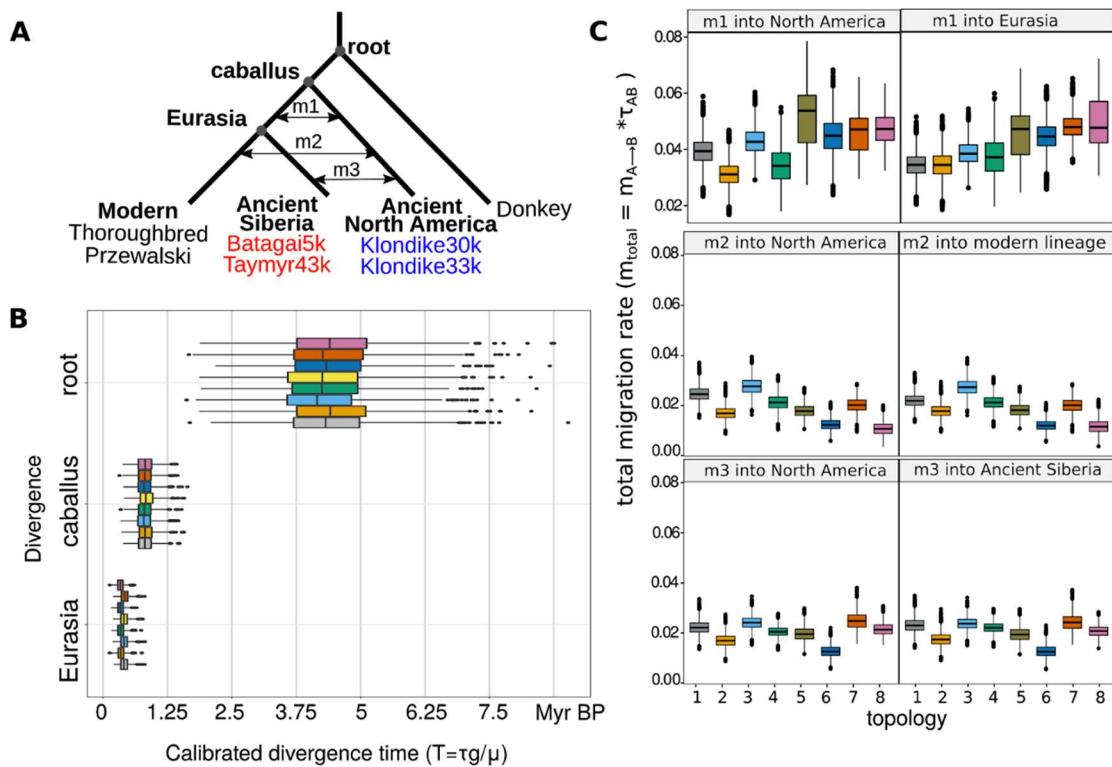 A
root
caballus
m1
Eurasia
m2
m3
Modern
Thoroughbred
Przewalski
Ancient
Siberia
Batagai5k
Taymyr43k
Ancient
North America
Klondike30k
Klondike33k
Donkey
B
Divergence
root
caballus
Eurasia
0 1.25 2.5 3.75 5 6.25 7.5 Myr BP
Calibrated divergence time (T=τg/μ)
C
total migration rate (m total = m A→B *τ AB )
m1 into North America m1 into Eurasia
0.08
0.06
0.04
0.02
m2 into North America m2 into modern lineage
0.08
0.06
0.04
0.02
0.00
m3 into North America m3 into Ancient Siberia
0.08
0.06
0.04
0.02
0.00
1 2 3 4 5 6 7 8 1 2 3 4 5 6 7 8
topology